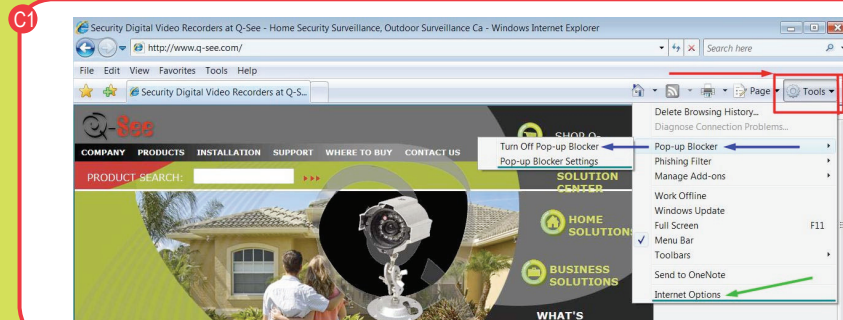 C1
Security Digital Video Recorders at Q-See - Home Security Surveillance, Outdoor Surveillance Ca - Windows Internet Explorer
http://www.q-see.com/
Search here
File Edit View Favorites Tools Help
Security Digital Video Recorders at Q-S...
Page
Tools
Delete Browsing History...
Diagnose Connection Problems...
Pop-up Blocker
Turn Off Pop-up Blocker
Pop-up Blocker Settings
Phishing Filter
Manage Add-ons
Work Offline
Windows Update
Full Screen F11
Menu Bar
Toolbars
Send to OneNote
Internet Options
Q-See
SHOP Q-
COMPANY PRODUCTS INSTALLATION SUPPORT WHERE TO BUY CONTACT US
PRODUCT SEARCH:
SOLUTION
CENTER
HOME
SOLUTION
BUSINESS
SOLUTIONS
WHAT'S